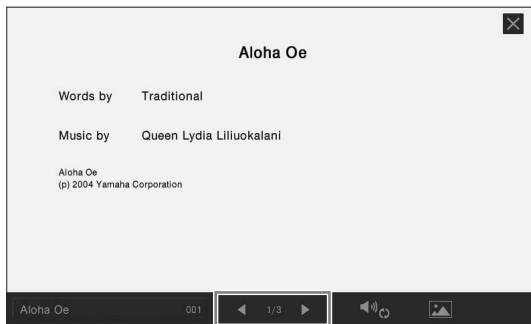 Aloha Oe
Words by Traditional
Music by Queen Lydia Liliuokalani
Aloha Oe
(p) 2004 Yamaha Corporation
Aloha Oe 001 1/3